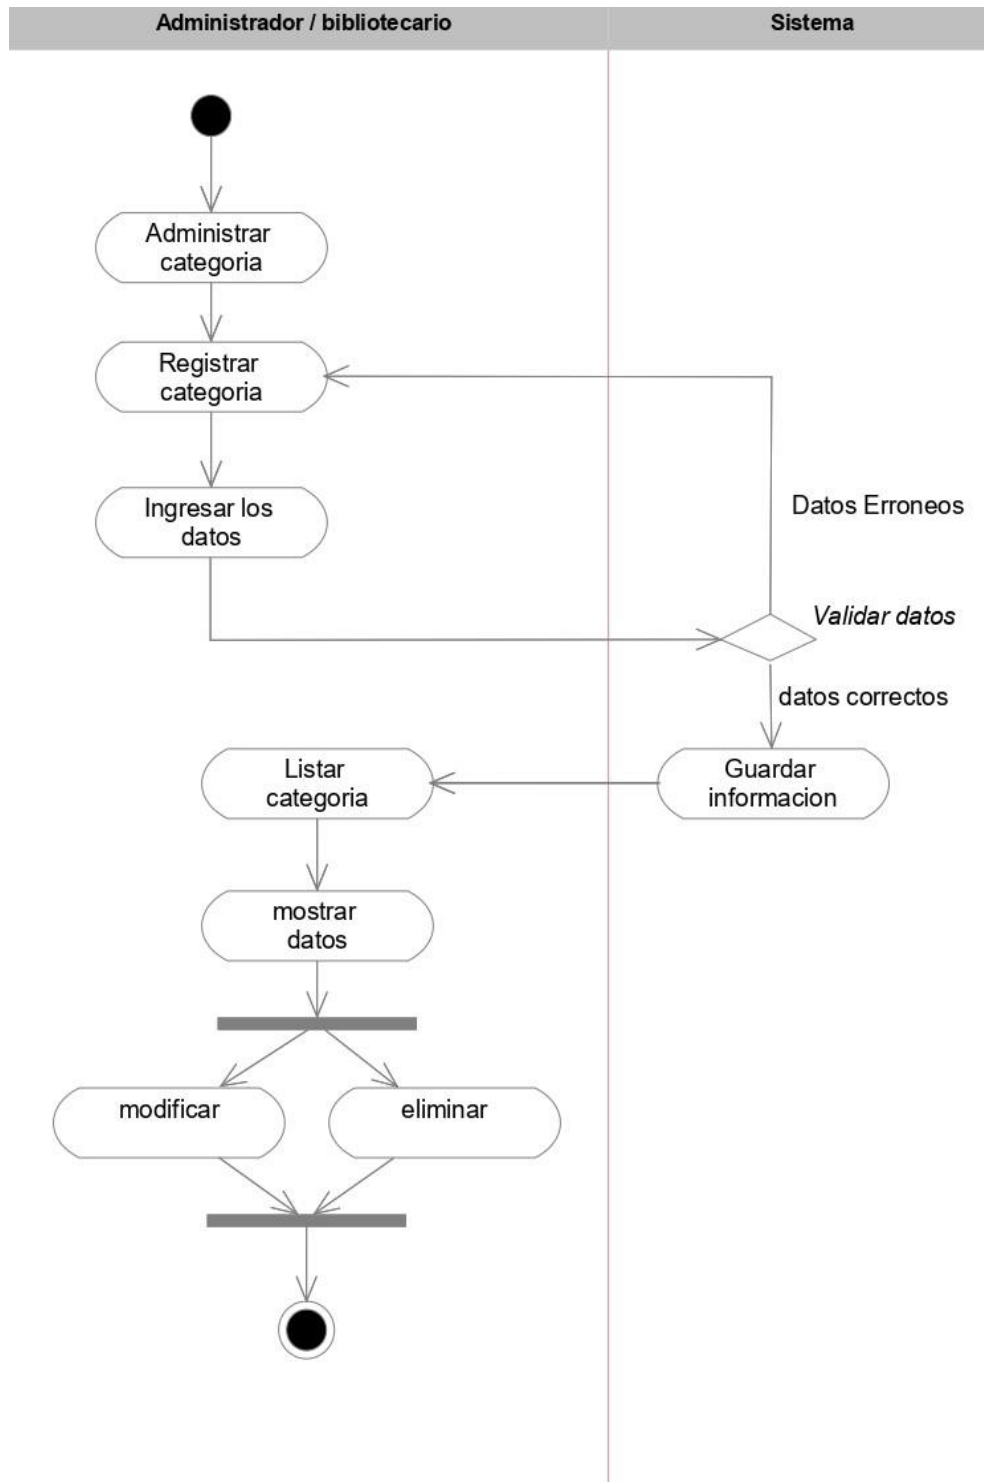 Administrador / bibliotecario
Sistema
Administrar
categoria
Registrar
categoria
Ingresar los
datos
Datos Erroneos
Validar datos
datos correctos
Listar
categoria
Guardar
informacion
mostrar
datos
modificar
eliminar